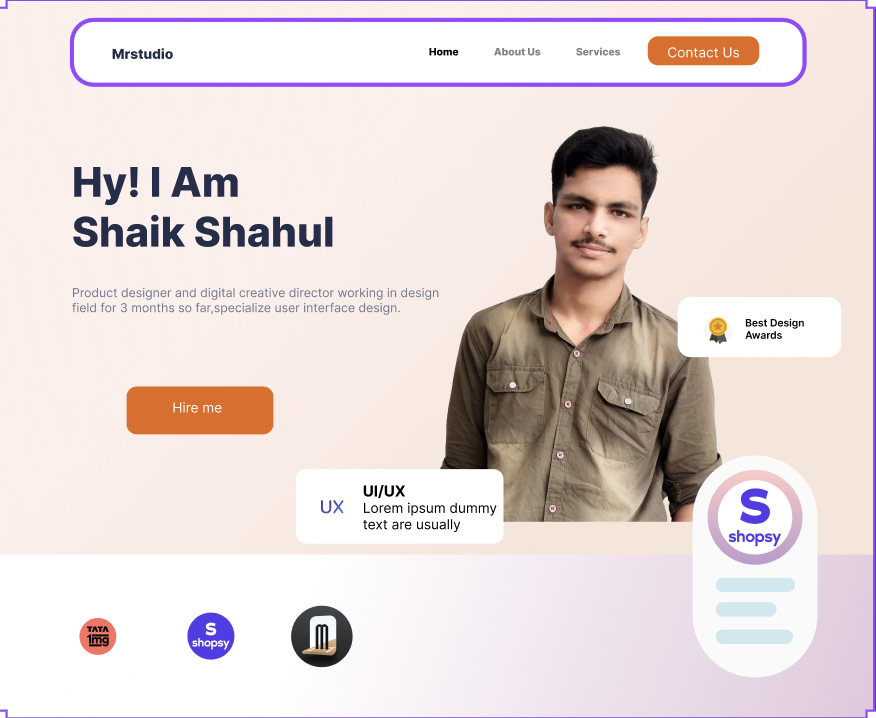 Mrstudio
Home
About Us
Services
Contact Us
Hy! I Am
Shaik Shahul
Product designer and digital creative director working in design
field for 3 months so far,specialize user interface design.
Hire me
Best Design
Awards
UX
UI/UX
Lorem ipsum dummy
text are usually
S
shopsy
TATA
1mg
S
shopsy